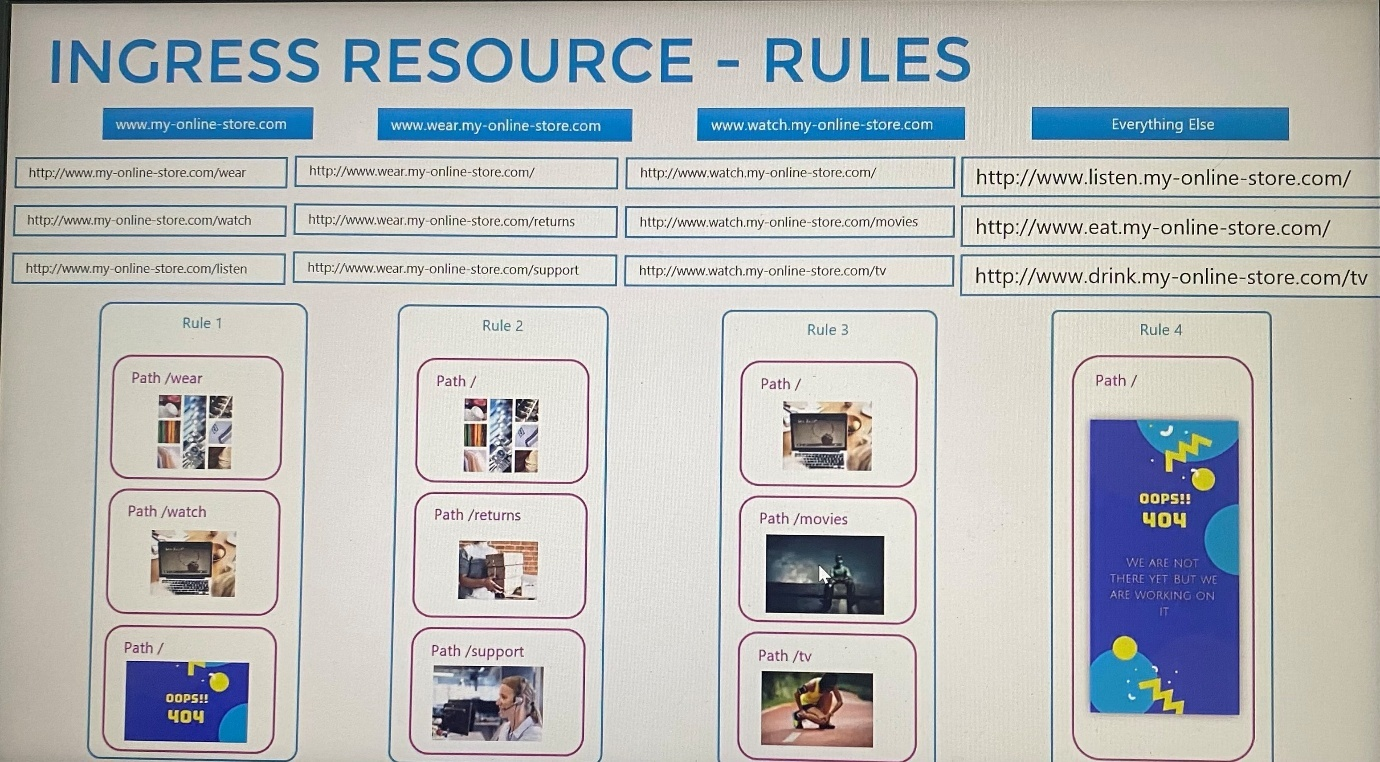 INGRESS RESOURCE - RULES
www.my-online-store.com
www.wear.my-online-store.com
www.watch.my-online-store.com
Everything Else
http://www.my-online-store.com/wear
http://www.wear.my-online-store.com/
http://www.watch.my-online-store.com/
http://www.listen.my-online-store.com/
http://www.my-online-store.com/watch
http://www.wear.my-online-store.com/returns
http://www.watch.my-online-store.com/movies
http://www.eat.my-online-store.com/
http://www.my-online-store.com/listen
http://www.wear.my-online-store.com/support
http://www.watch.my-online-store.com/tv
http://www.drink.my-online-store.com/tv
Rule 1
Path /wear
Path /watch
Path /
OOPS!!
404
Rule 2
Path /
Path /returns
Path /support
Rule 3
Path /
Path /movies
Path /tv
Rule 4
Path /
OOPS!!
404
WE ARE NOT
THERE YET BUT WE
ARE WORKING ON
IT